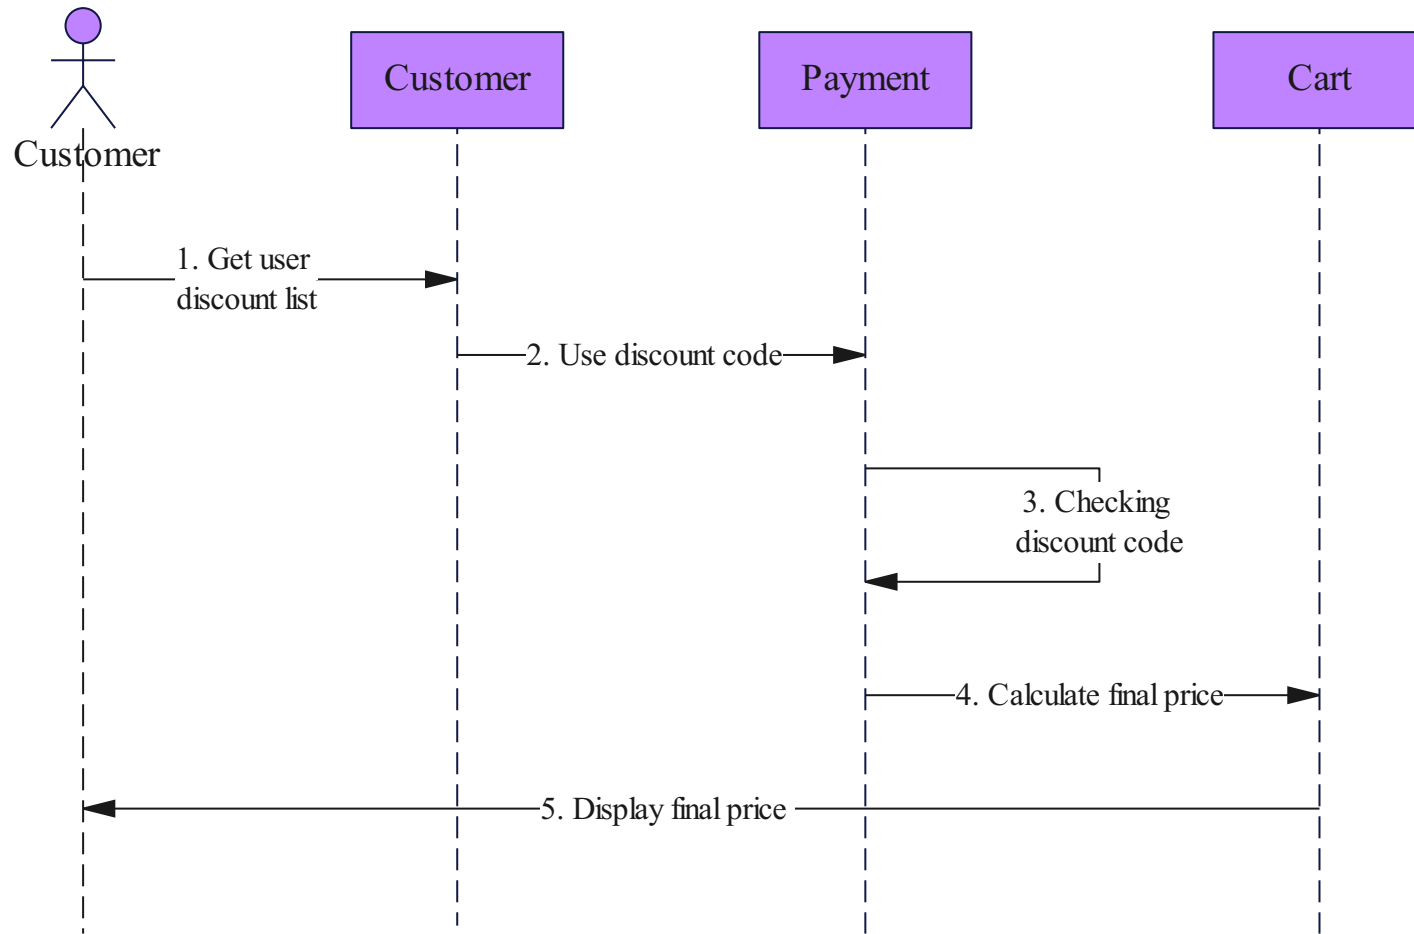 Customer
Payment
Cart
Customer
1. Get user
discount list
2. Use discount code
3. Checking
discount code
4. Calculate final price
5. Display final price